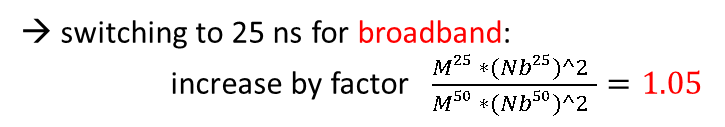 → switching to 25 ns for broadband:
increase by factor M^25 *(Nb^25)^2 / M^50 *(Nb^50)^2 = 1.05